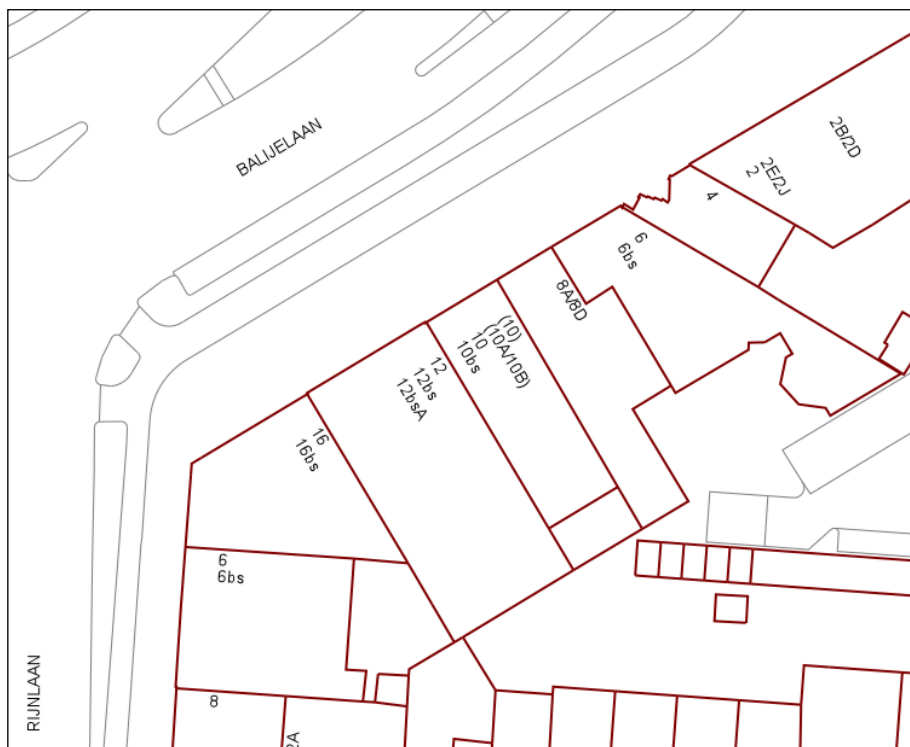 BALIJELAAN
2B/2D
2E/2J
2
4
6
6bs
8A/8D
(10)
(10A/10B)
10
10bs
12
12bs
12bsA
16
16bs
6
6bs
8
RIJNLAAN